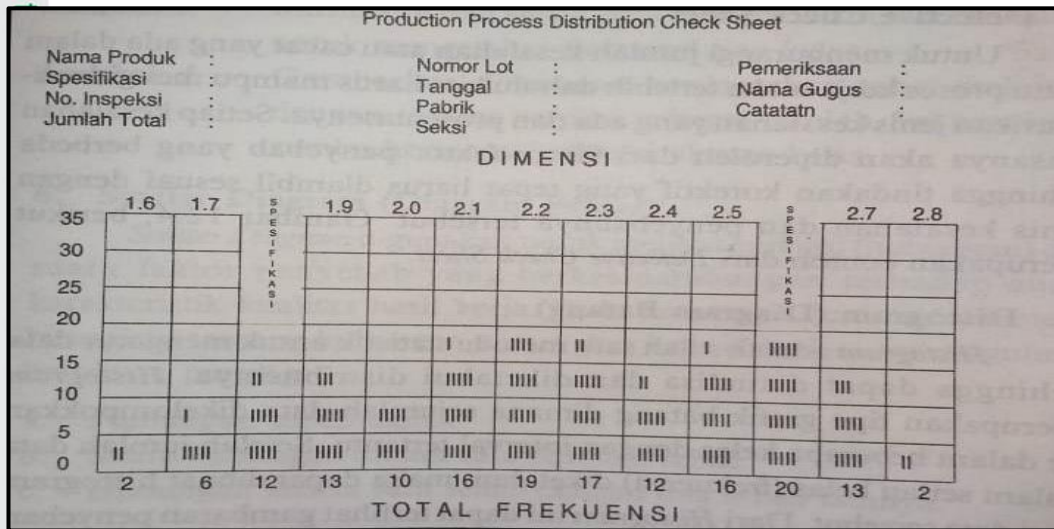 Production Process Distribution Check Sheet
Nama Produk : Nomor Lot : Pemeriksaan :
Spesifikasi : Tanggal : Nama Gugus :
No. Inspeksi : Pabrik : Catatatn :
Jumlah Total : Seksi :
DIMENSI
1.6 1.7 SPESIFIKASI 1.9 2.0 2.1 2.2 2.3 2.4 2.5 SPESIFIKASI 2.7 2.8
35
30
25
20
15
10
5
0
2 6 12 13 10 16 19 17 12 16 20 13 2
TOTAL FREKUENSI